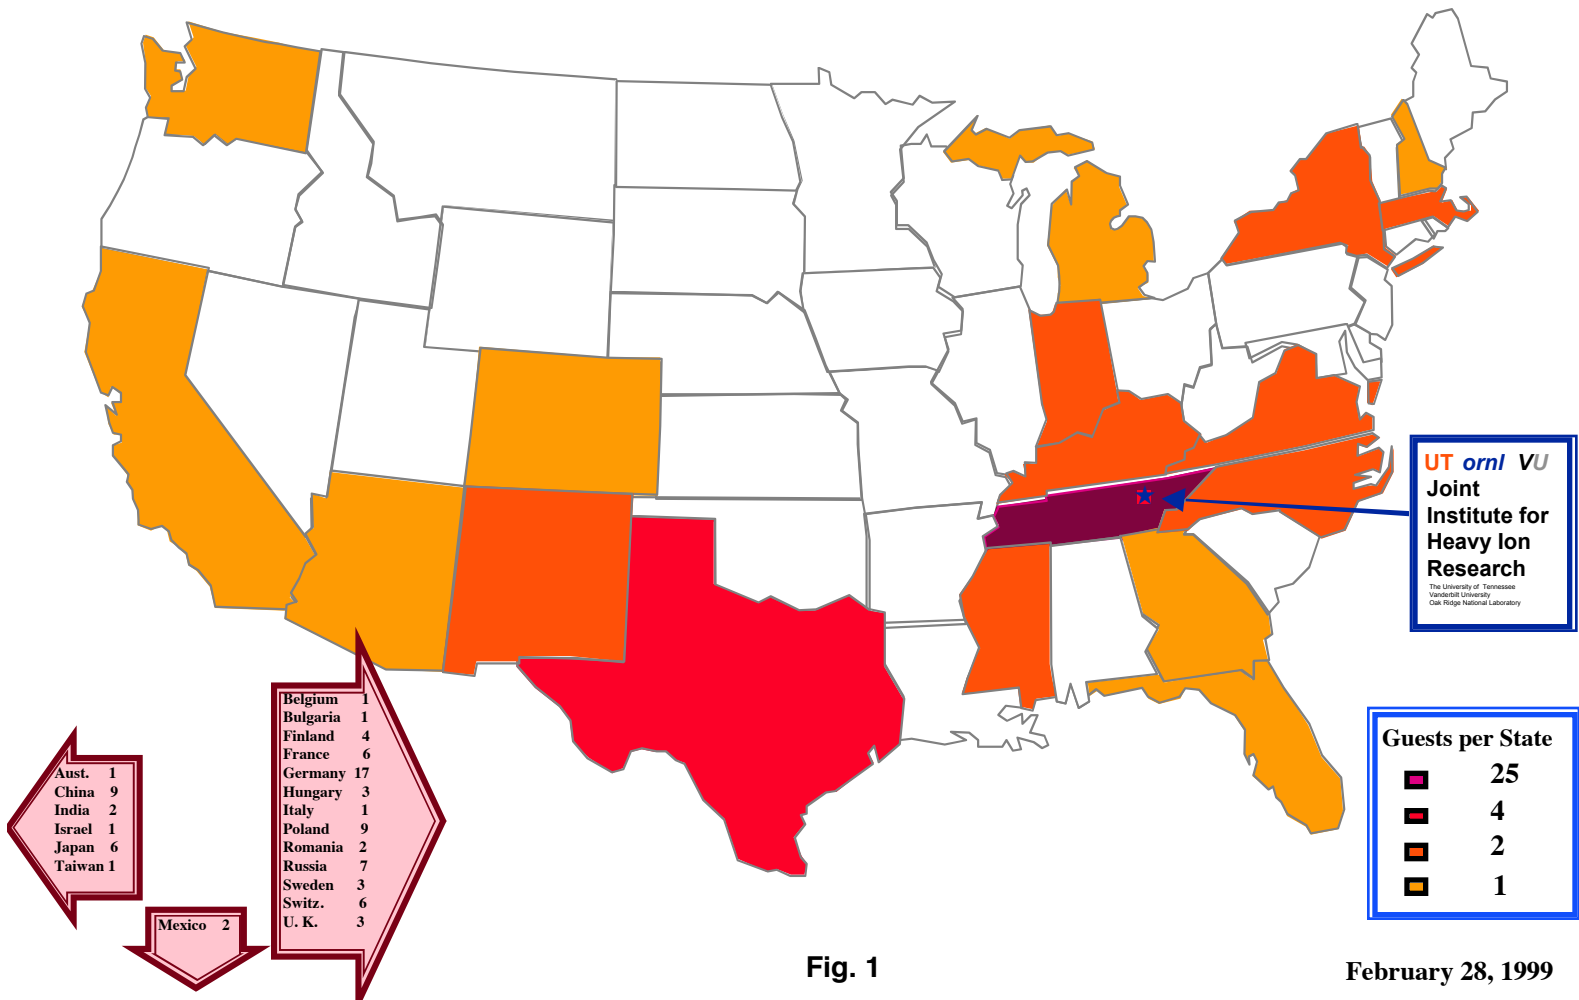 UT ornl VU
Joint
Institute for
Heavy Ion
Research
The University of Tennessee
Vanderbilt University
Oak Ridge National Laboratory
Belgium 1
Bulgaria 1
Finland 4
France 6
Germany 17
Hungary 3
Italy 1
Poland 9
Romania 2
Russia 7
Sweden 3
Switz. 6
U. K. 3
Aust. 1
China 9
India 2
Israel 1
Japan 6
Taiwan 1
Mexico 2
Guests per State
25
4
2
1
Fig. 1
February 28, 1999